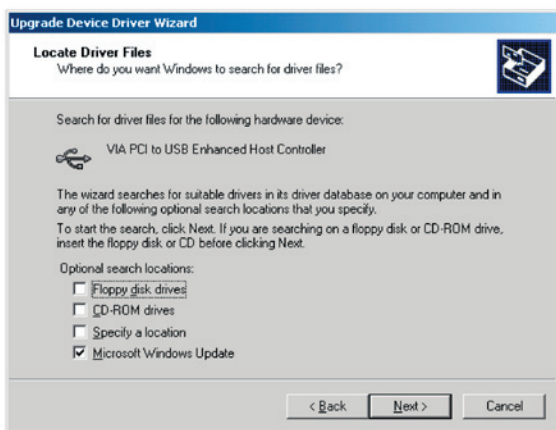 Upgrade Device Driver Wizard
Locate Driver Files
Where do you want Windows to search for driver files?
Search for driver files for the following hardware device:
VIA PCI to USB Enhanced Host Controller
The wizard searches for suitable drivers in its driver database on your computer and in
any of the following optional search locations that you specify.
To start the search, click Next. If you are searching on a floppy disk or CD-ROM drive,
insert the floppy disk or CD before clicking Next.
Optional search locations:
Floppy disk drives
CD-ROM drives
Specify a location
Microsoft Windows Update
< Back
Next >
Cancel